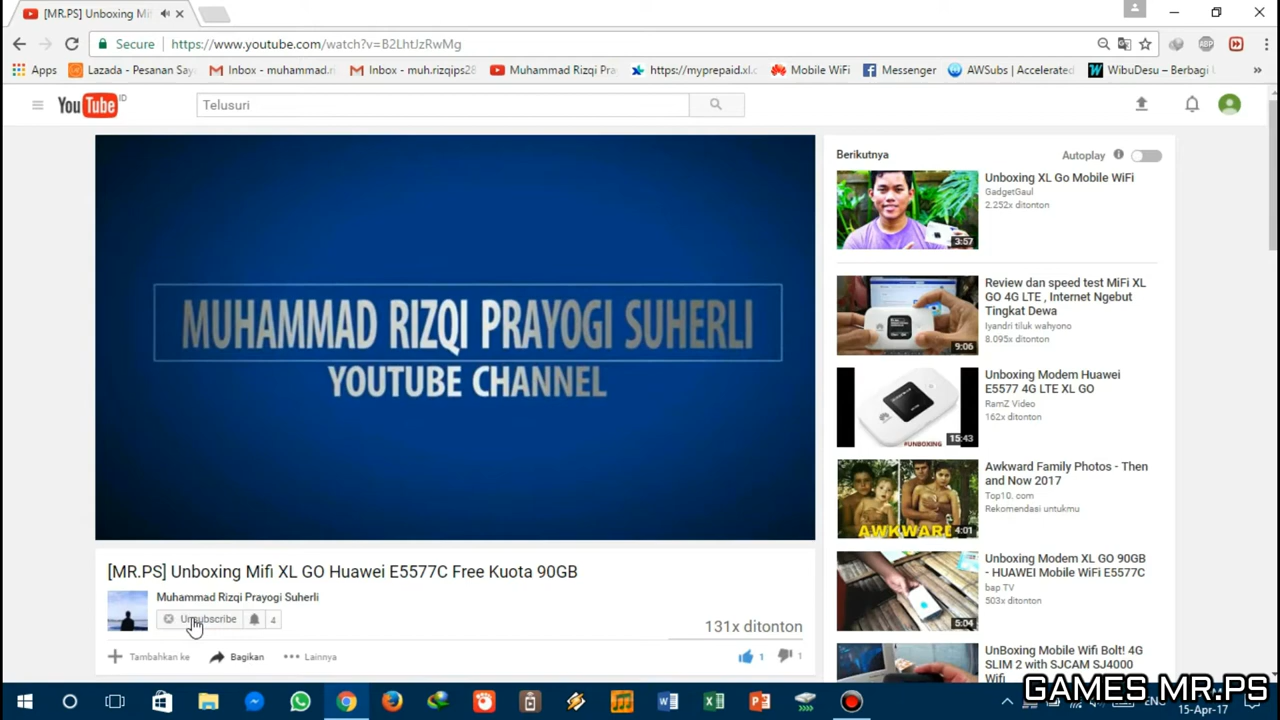 [MR.PS] Unboxing Mifi
Secure
https://www.youtube.com/watch?v=B2LhtJzRwMg
Apps
Lazada - Pesanan Say
Inbox - muhammad.ri
Inbox - muh.rizqips28
Muhammad Rizqi Pra
https://myprepaid.xl.c
Mobile WiFi
Messenger
AWSubs | Accelerated
WibuDesu – Berbagi
»
ABP
YouTube ID
Telusuri
MUHAMMAD RIZQI PRAYOGI SUHERLI
YOUTUBE CHANNEL
[MR.PS] Unboxing Mifi XL GO Huawei E5577C Free Kuota 90GB
Muhammad Rizqi Prayogi Suherli
Unsubscribe 4
131x ditonton
Tambahkan ke
Bagikan
Lainnya
1
1
Berikutnya
Autoplay
Unboxing XL Go Mobile WiFi
GadgetGaul
2.252x ditonton
3:57
Review dan speed test MiFi XL
GO 4G LTE , Internet Ngebut
Tingkat Dewa
Iyandri tiluk wahyono
8.095x ditonton
9:06
Unboxing Modem Huawei
E5577 4G LTE XL GO
RamZ Video
162x ditonton
15:43
#UNBOXING
Awkward Family Photos - Then
and Now 2017
Top10. com
Rekomendasi untukmu
AWKWARD
4:01
Unboxing Modem XL GO 90GB
- HUAWEI Mobile WiFi E5577C
bap TV
503x ditonton
5:04
UnBoxing Mobile Wifi Bolt! 4G
SLIM 2 with SJCAM SJ4000
Wifi
GAMES MR.PS
ENG
15-Apr-17